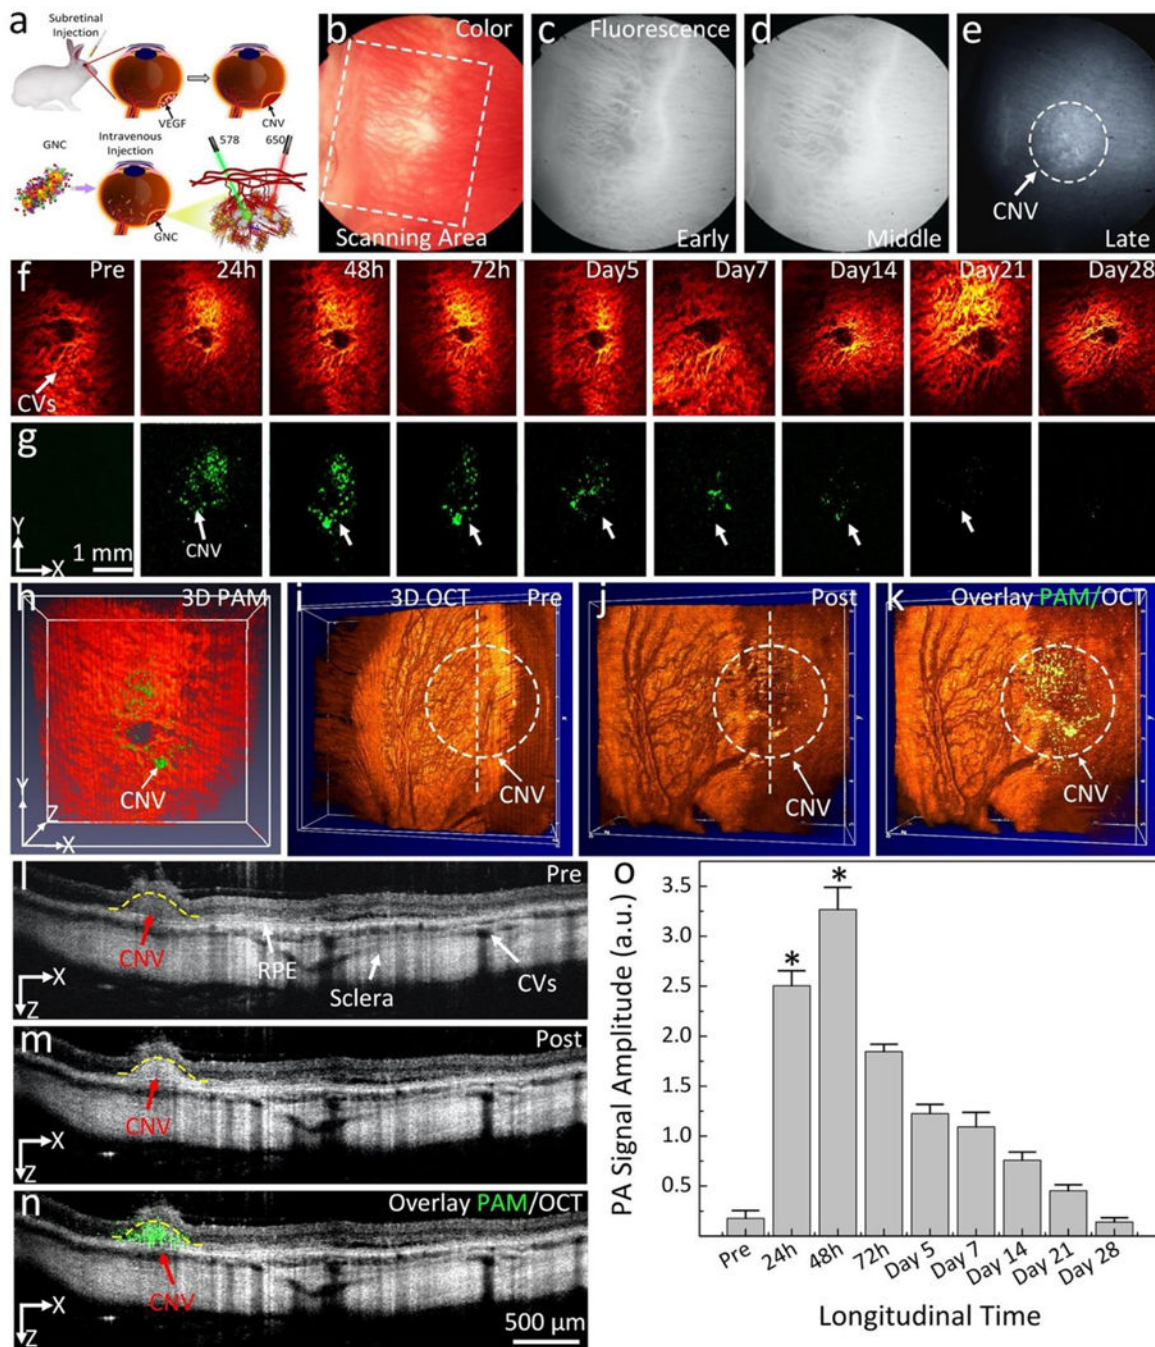 a
Subretinal
Injection
VEGF
CNV
GNC
Intravenous
Injection
GNC
578
650
b
Color
Scanning Area
c
Fluorescence
Early
d
Middle
e
CNV
Late
f
Pre
24h
48h
72h
Day5
Day7
Day14
Day21
Day28
CVs
g
CNV
Y
X
1 mm
h
3D PAM
CNV
Y
Z
X
i
3D OCT
Pre
CNV
j
Post
CNV
k
Overlay PAM/OCT
CNV
l
Pre
CNV
RPE
Sclera
CVs
X
Z
m
Post
CNV
X
Z
n
Overlay PAM/OCT
CNV
X
Z
500 µm
o
PA Signal Amplitude (a.u.)
3.5
3.0
2.5
2.0
1.5
1.0
0.5
*
*
Pre
24h
48h
72h
Day 5
Day 7
Day 14
Day 21
Day 28
Longitudinal Time